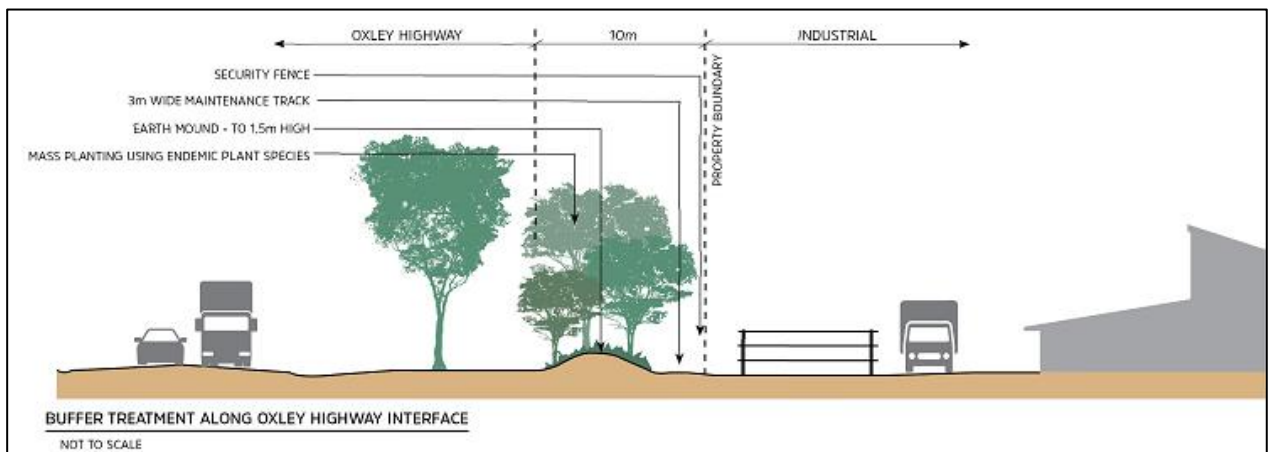 OXLEY HIGHWAY
10m
INDUSTRIAL
SECURITY FENCE
3m WIDE MAINTENANCE TRACK
EARTH MOUND - TO 1.5m HIGH
MASS PLANTING USING ENDEMIC PLANT SPECIES
PROPERTY BOUNDARY
BUFFER TREATMENT ALONG OXLEY HIGHWAY INTERFACE
NOT TO SCALE